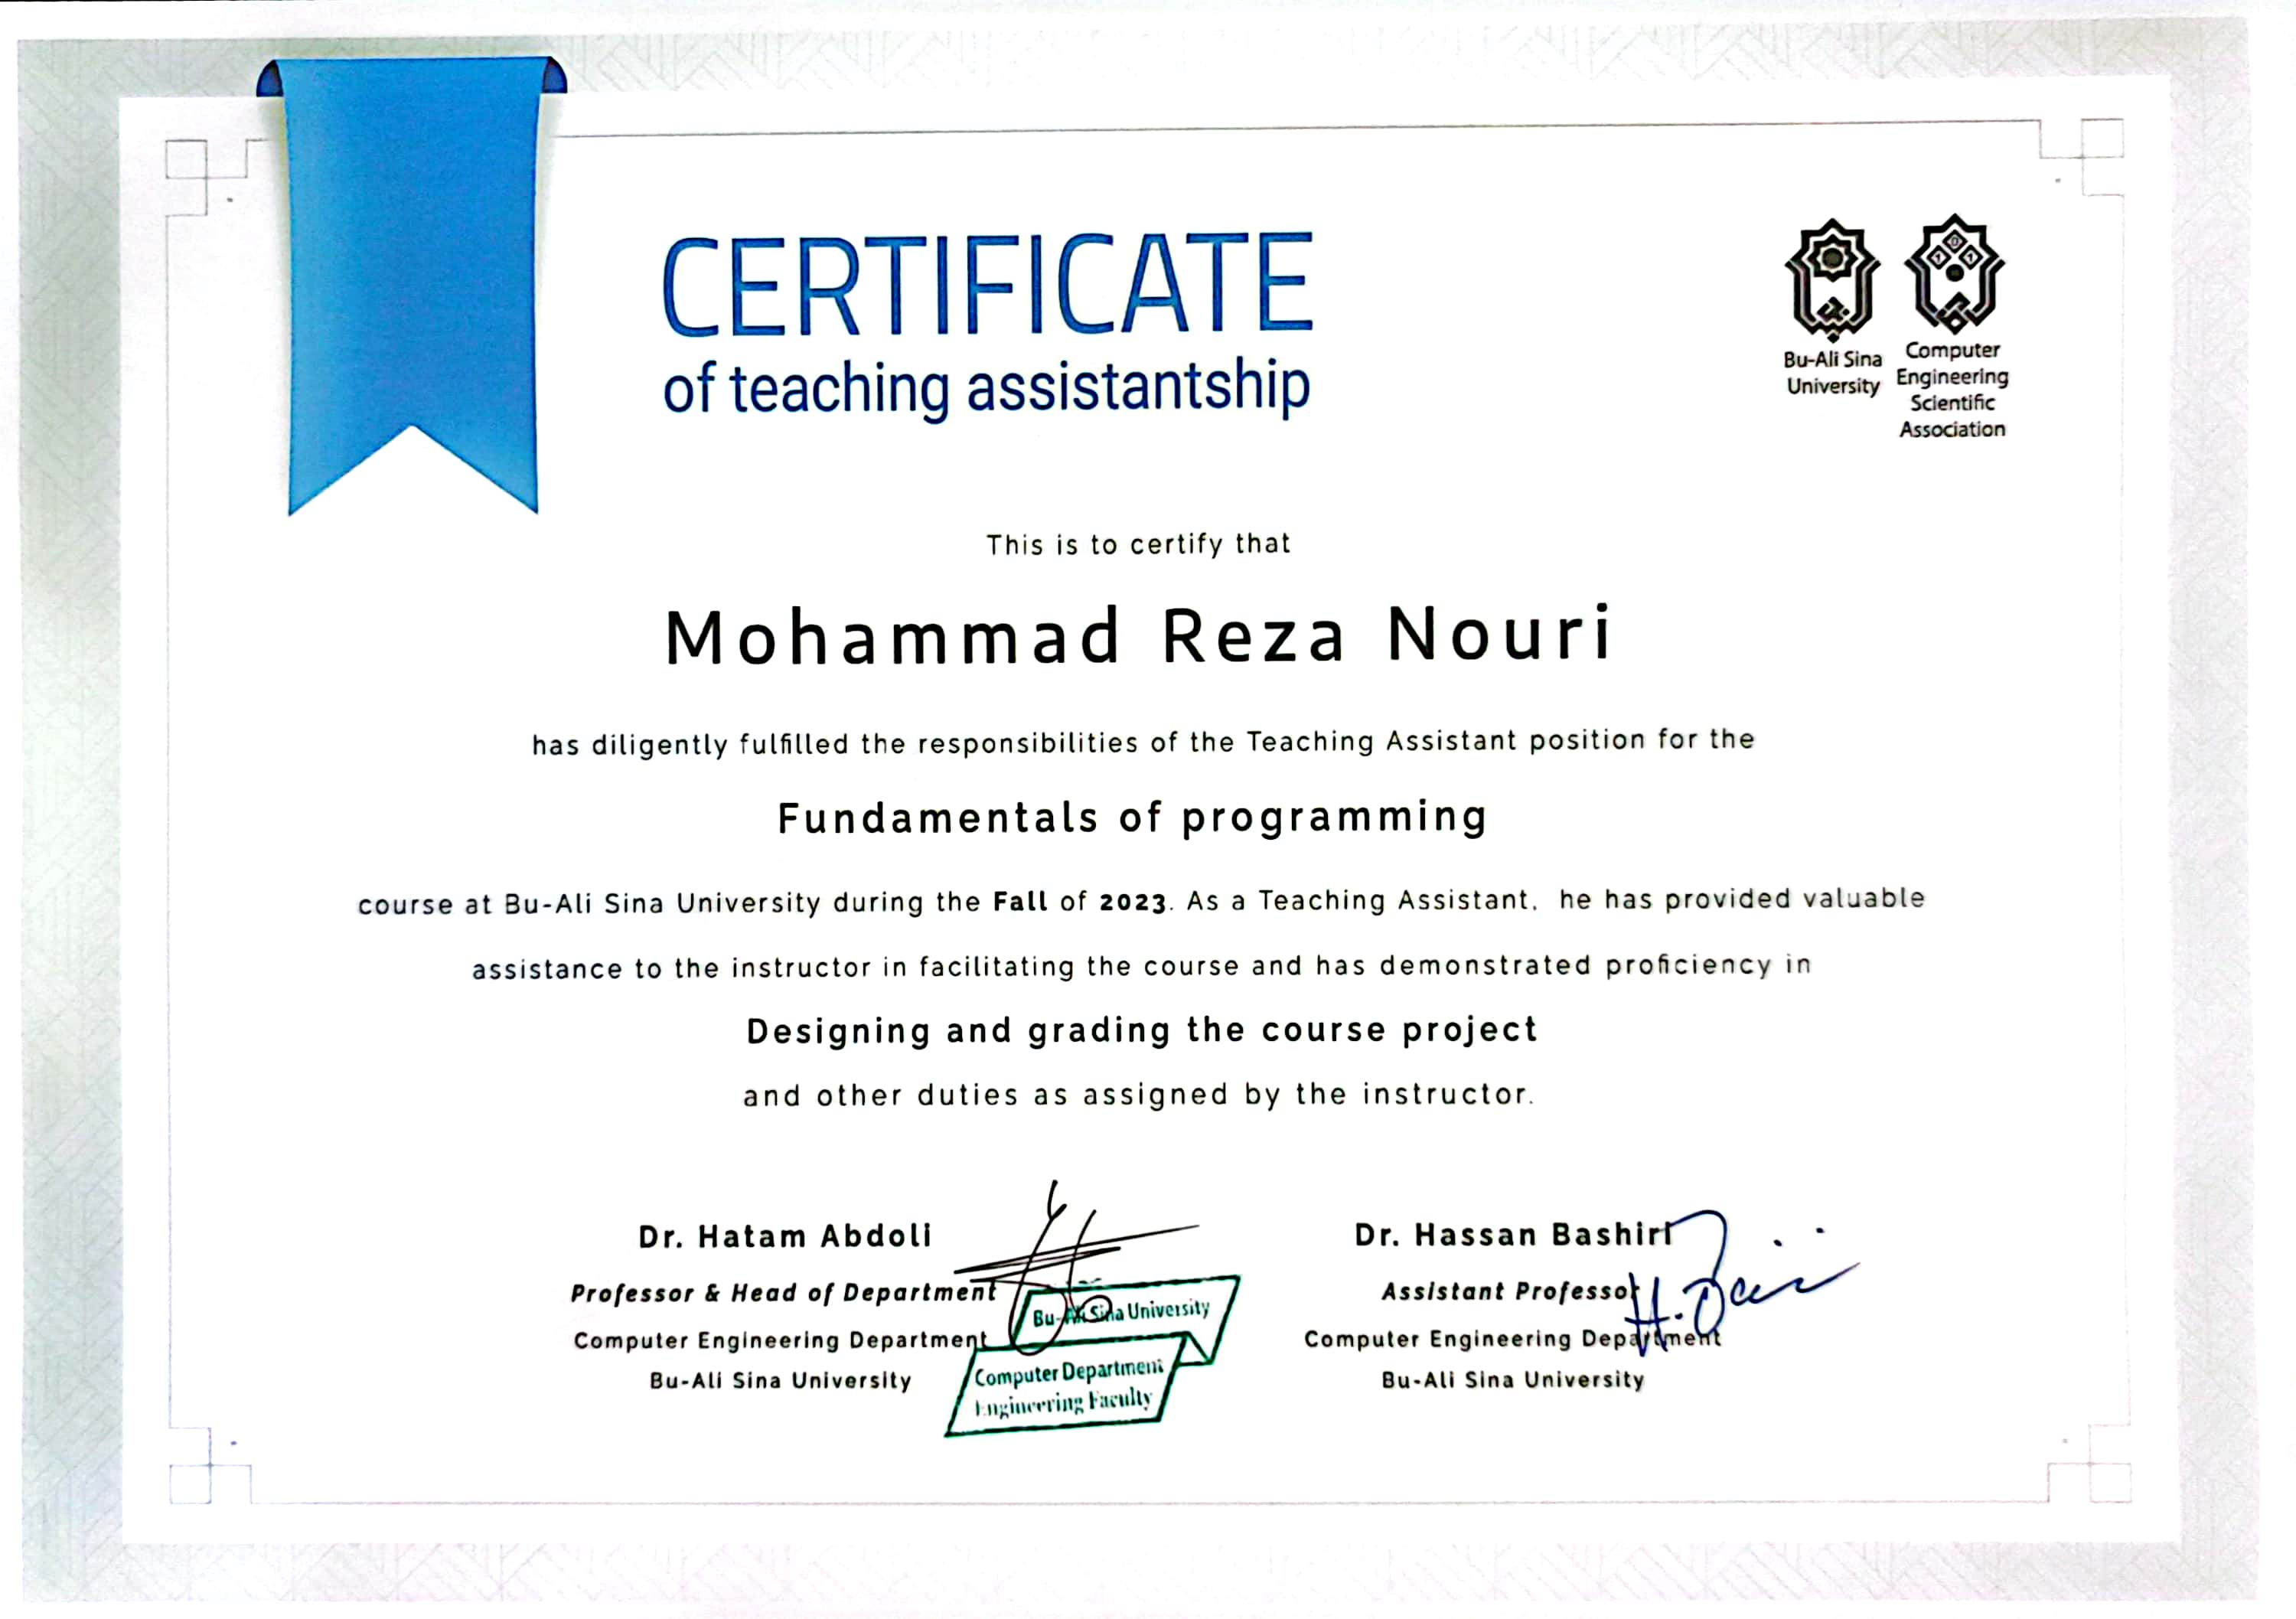 CERTIFICATE
of teaching assistantship
Bu-Ali Sina
University
Computer
Engineering
Scientific
Association
This is to certify that
Mohammad Reza Nouri
has diligently fulfilled the responsibilities of the Teaching Assistant position for the
Fundamentals of programming
course at Bu-Ali Sina University during the Fall of 2023. As a Teaching Assistant, he has provided valuable
assistance to the instructor in facilitating the course and has demonstrated proficiency in
Designing and grading the course project
and other duties as assigned by the instructor.
Dr. Hatam Abdoli
Professor & Head of Department
Computer Engineering Department
Bu-Ali Sina University
Bu-Ali Sina University
Computer Department
Engineering Faculty
Dr. Hassan Bashiri
Assistant Professor
Computer Engineering Department
Bu-Ali Sina University